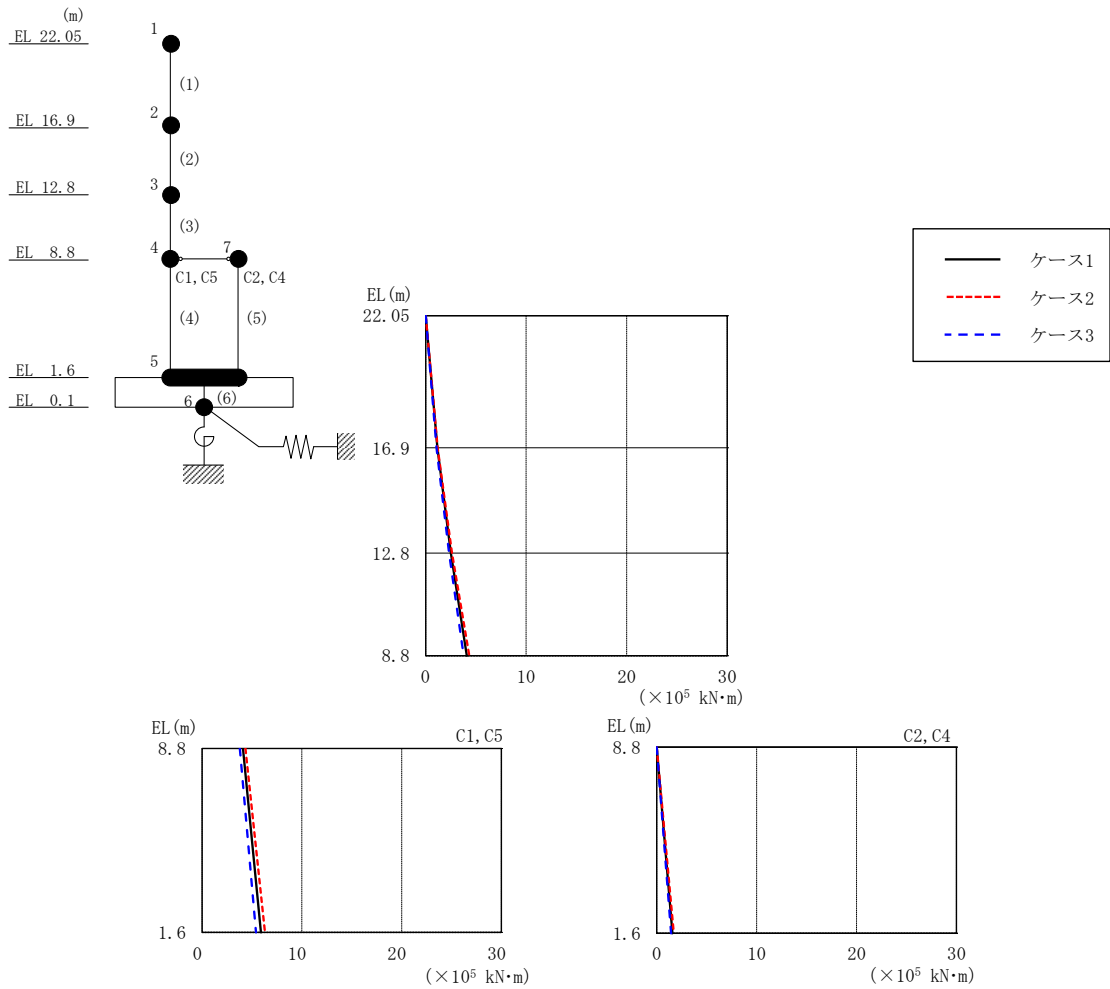 (m)
EL 22.05
EL 16.9
EL 12.8
EL 8.8
EL 1.6
EL 0.1
1
(1)
2
(2)
3
(3)
4
7
C1, C5
C2, C4
(4)
(5)
5
6
(6)
ケース1
ケース2
ケース3
EL(m)
22.05
16.9
12.8
8.8
0
10
20
30
(×10⁵ kN・m)
EL(m)
C1, C5
8.8
1.6
0
10
20
30
(×10⁵ kN・m)
EL(m)
C2, C4
8.8
1.6
0
10
20
30
(×10⁵ kN・m)